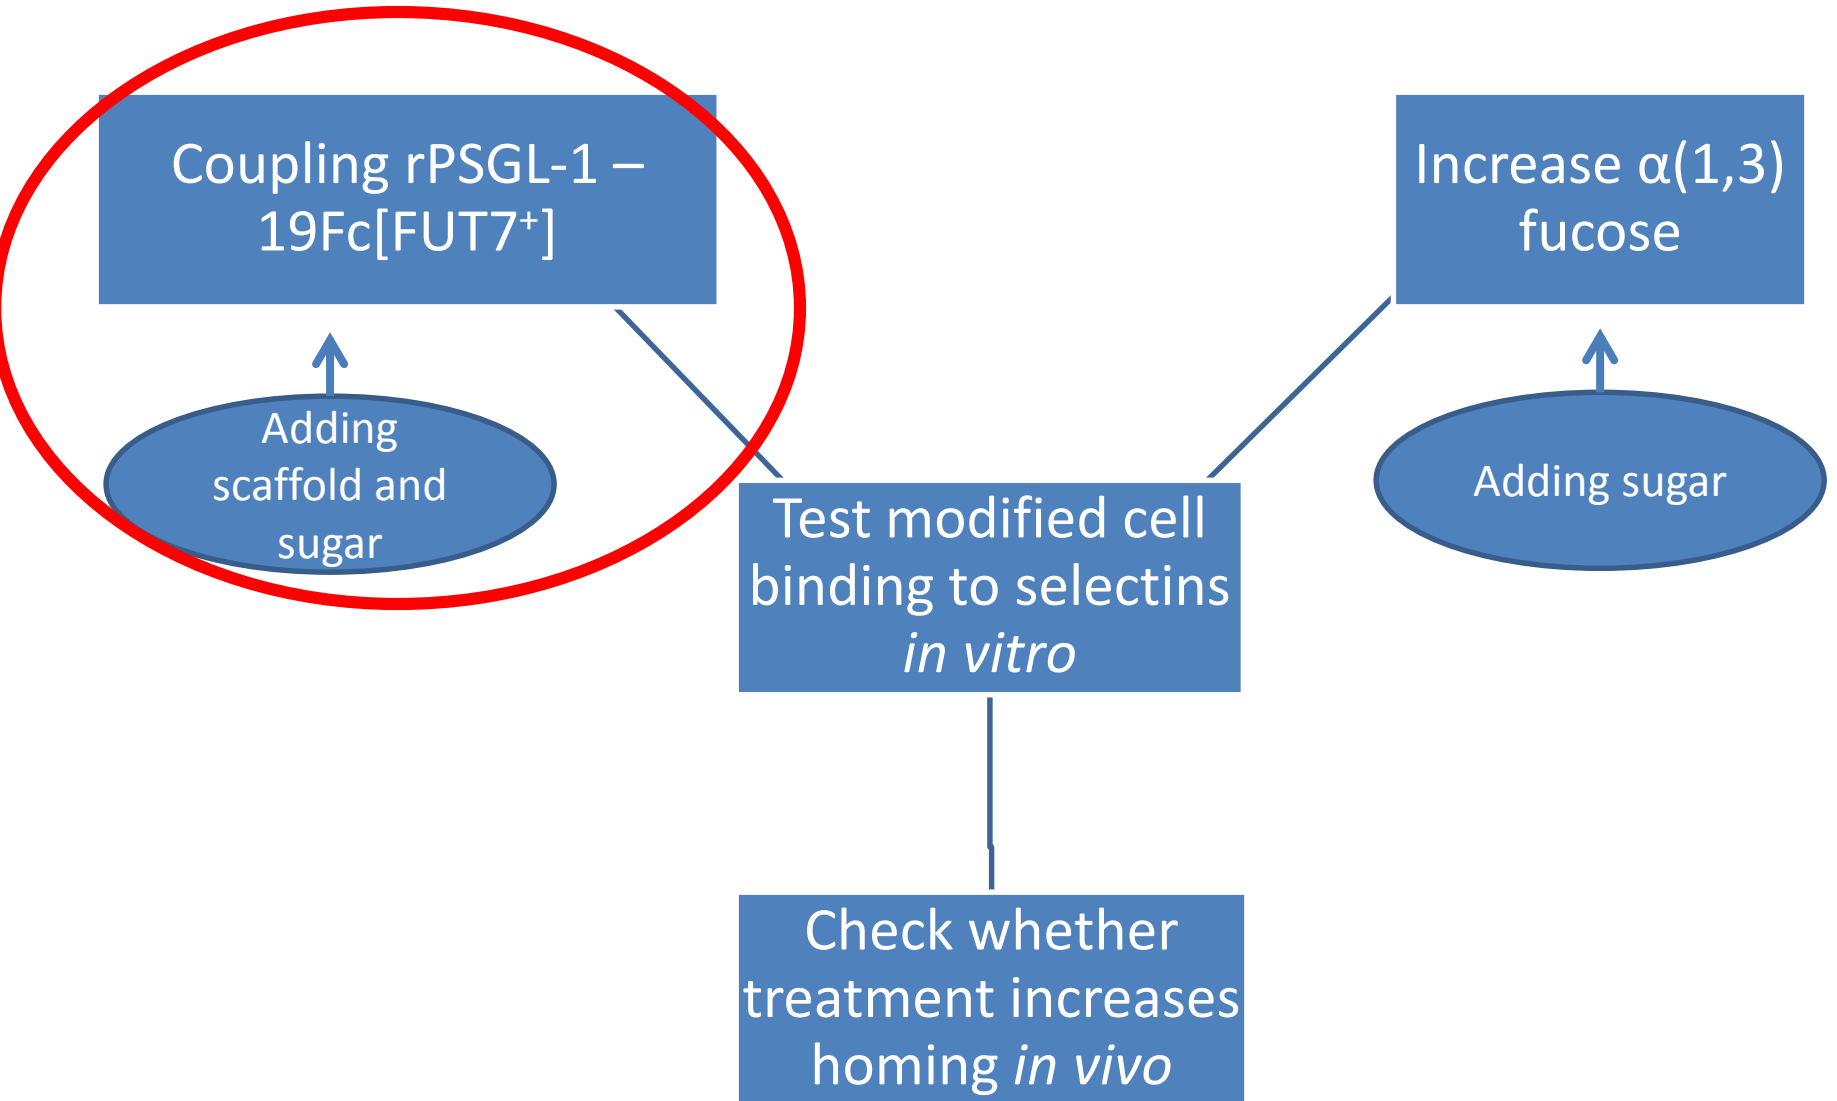 Coupling rPSGL-1 –
19Fc[FUT7⁺]
Increase α(1,3)
fucose
Adding
scaffold and
sugar
Adding sugar
Test modified cell
binding to selectins
in vitro
Check whether
treatment increases
homing in vivo